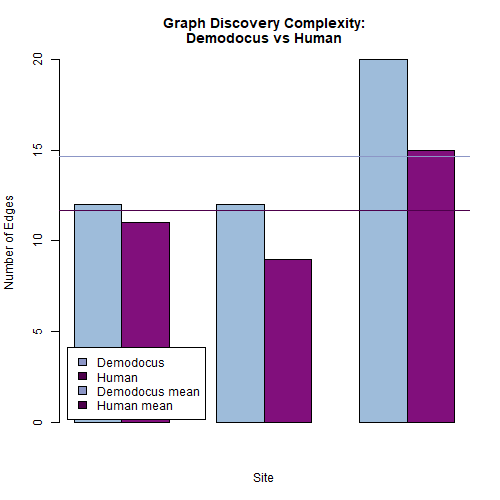 Graph Discovery Complexity:
Demodocus vs Human
Number of Edges
20
15
10
5
0
Demodocus
Human
Demodocus mean
Human mean
Site